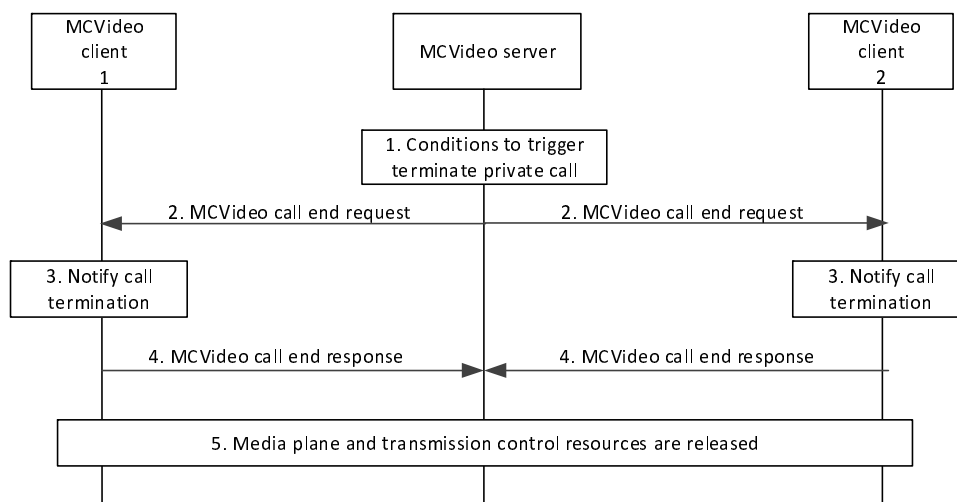 MCVideo
client
1
MCVideo server
MCVideo
client
2
1. Conditions to trigger
terminate private call
2. MCVideo call end request
2. MCVideo call end request
3. Notify call
termination
3. Notify call
termination
4. MCVideo call end response
4. MCVideo call end response
5. Media plane and transmission control resources are released